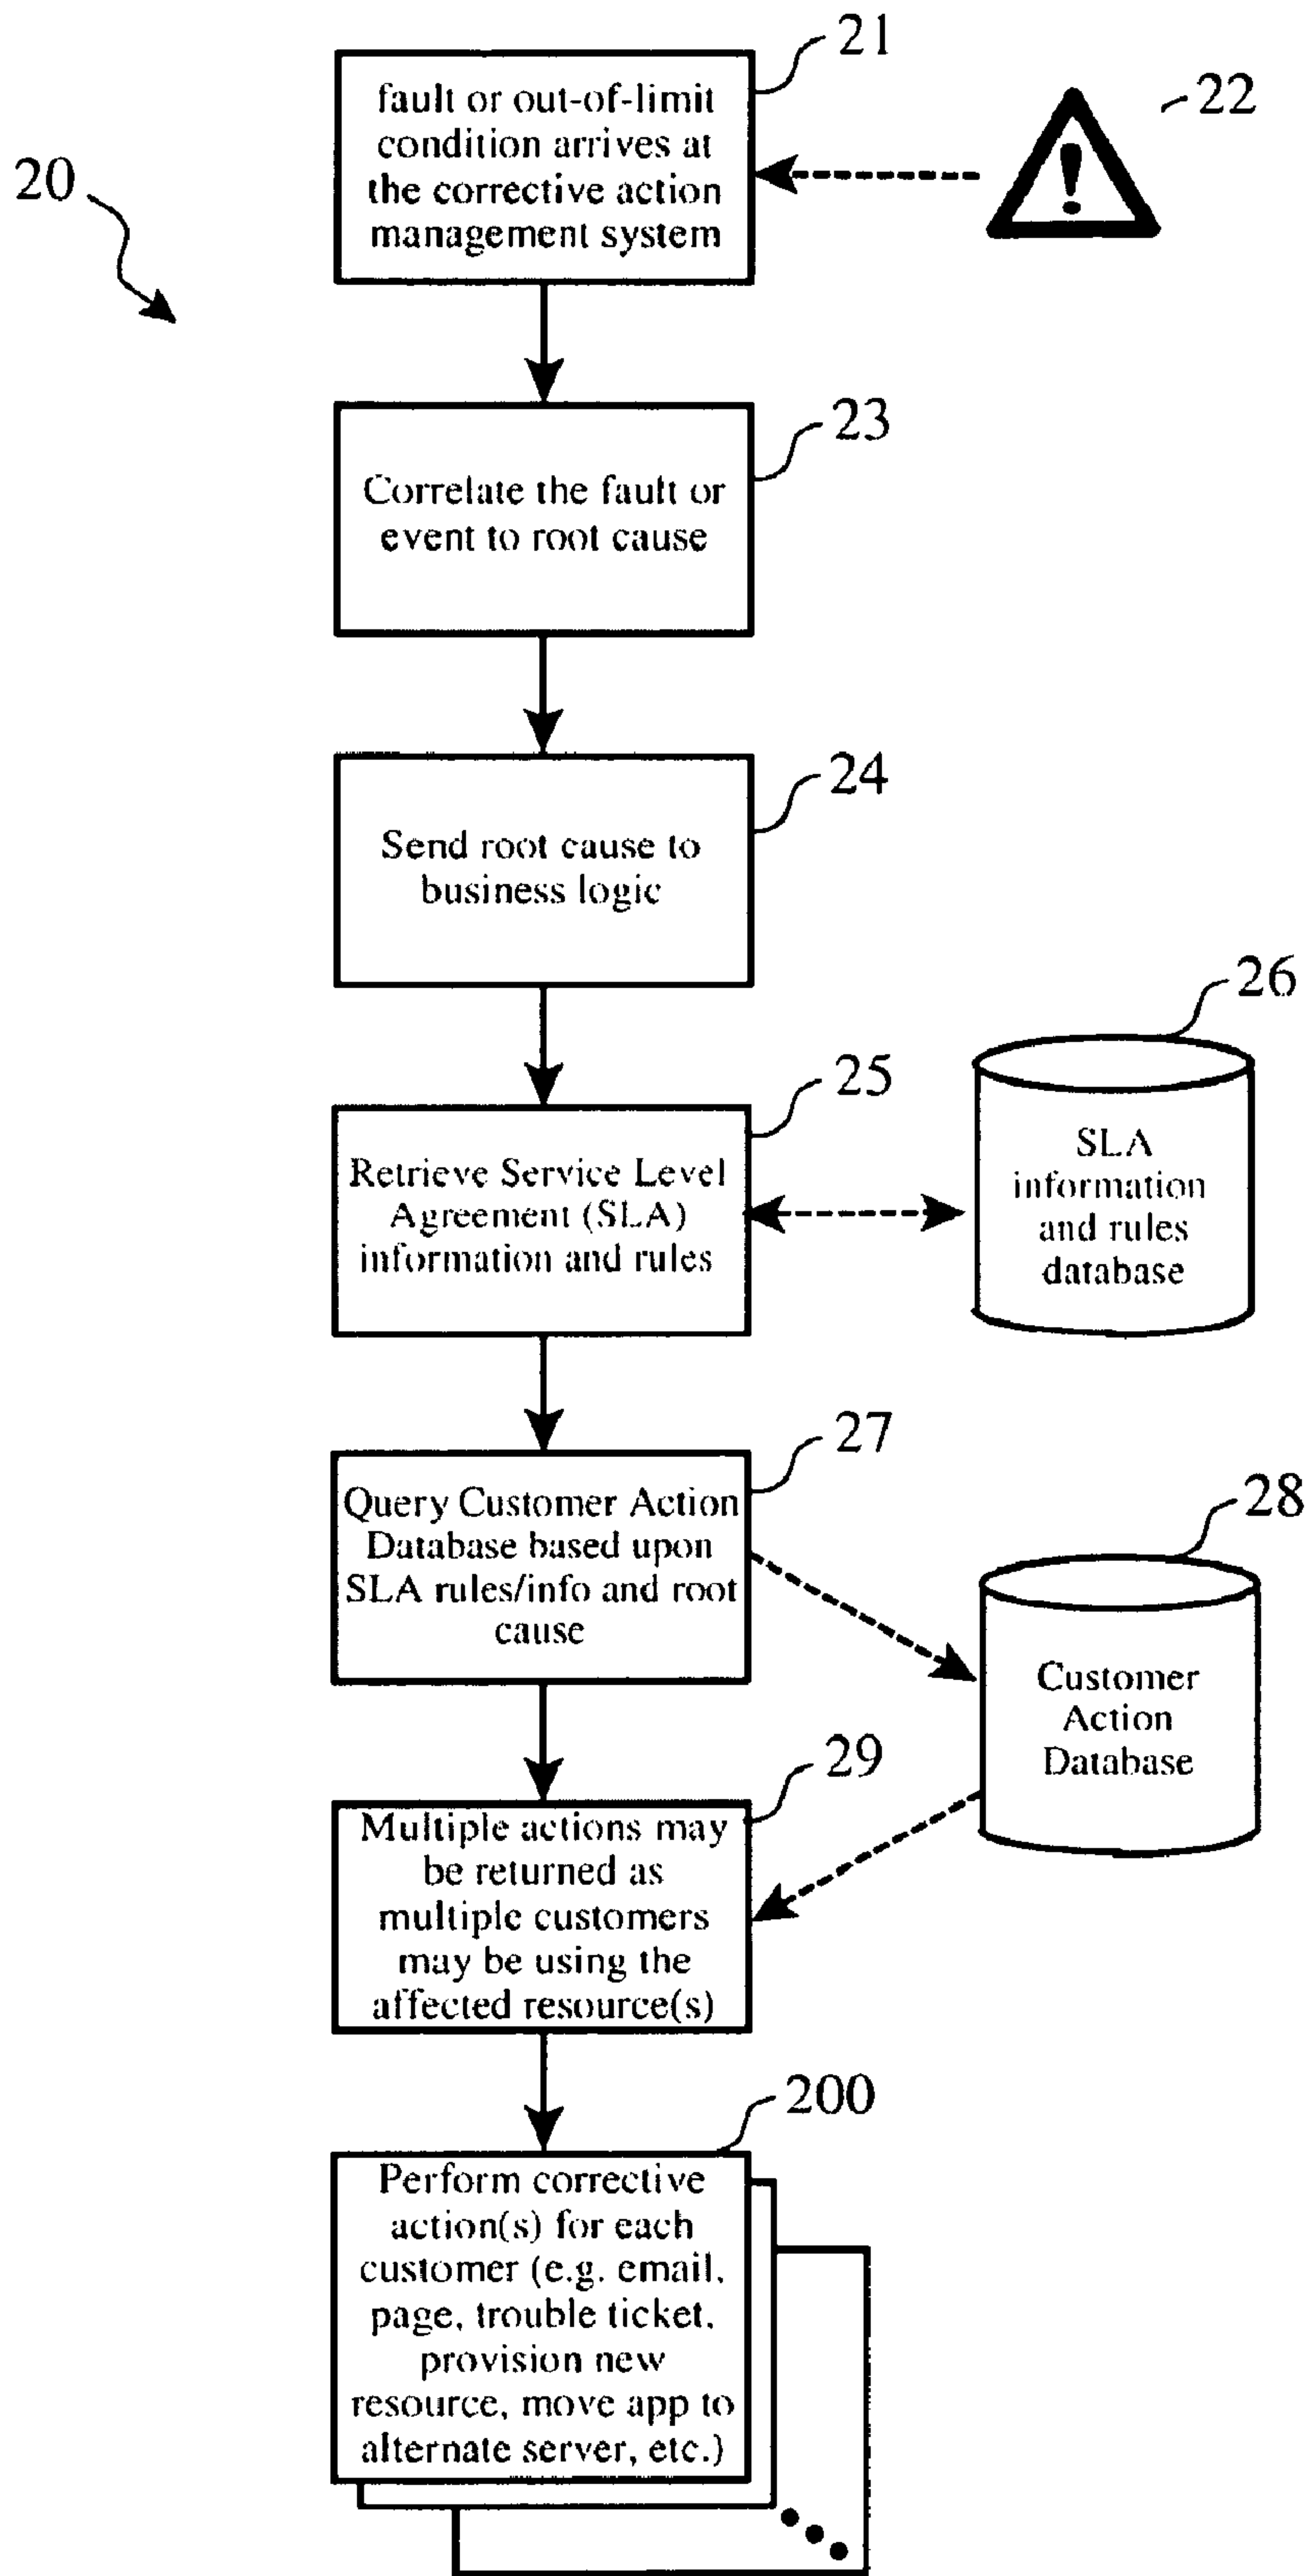 21
fault or out-of-limit
condition arrives at
the corrective action
management system
22
!
20
23
Correlate the fault or
event to root cause
24
Send root cause to
business logic
25
Retrieve Service Level
Agreement (SLA)
information and rules
26
SLA
information
and rules
database
27
Query Customer Action
Database based upon
SLA rules/info and root
cause
28
Customer
Action
Database
29
Multiple actions may
be returned as
multiple customers
may be using the
affected resource(s)
200
Perform corrective
action(s) for each
customer (e.g. email,
page, trouble ticket,
provision new
resource, move app to
alternate server, etc.)